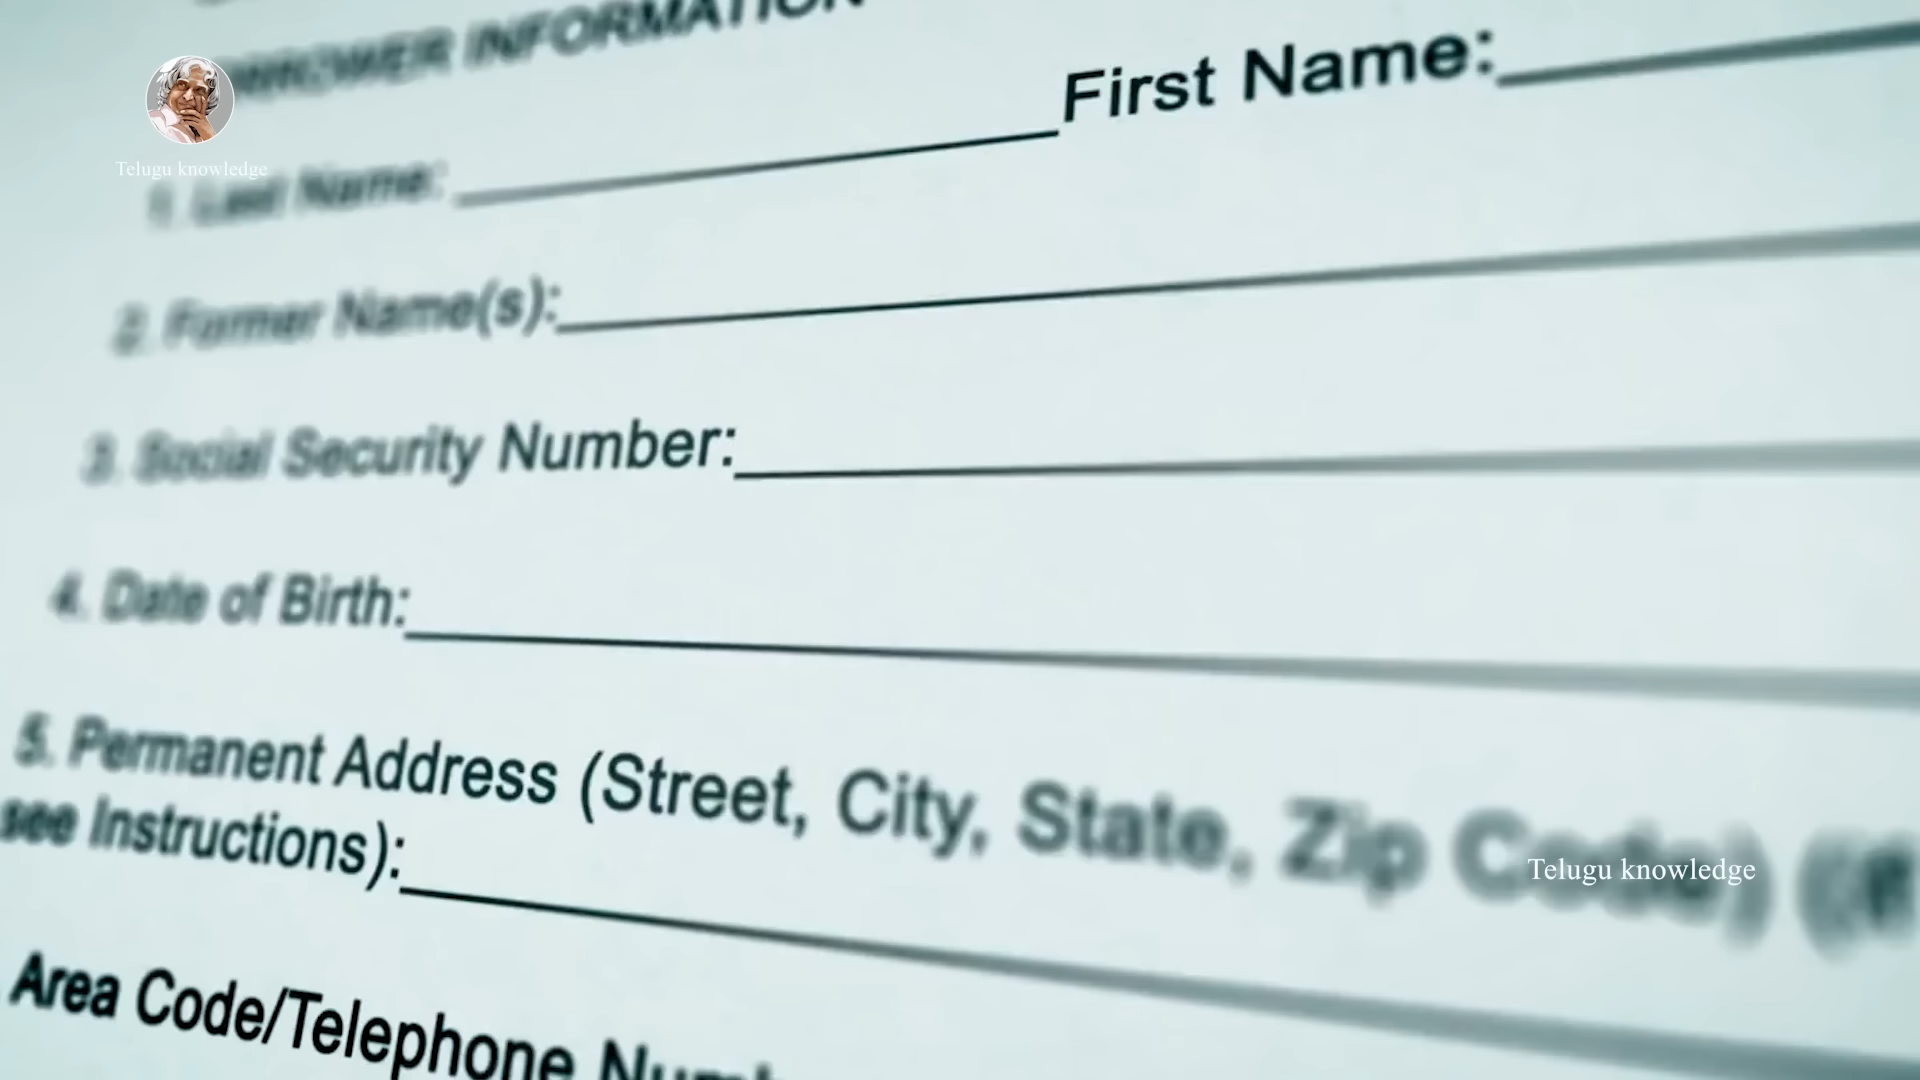 BORROWER INFORMATION
Telugu knowledge
1. Last Name: First Name:
2. Former Name(s):
3. Social Security Number:
4. Date of Birth:
5. Permanent Address (Street, City, State, Zip Code) (if
see Instructions):
Telugu knowledge
Area Code/Telephone